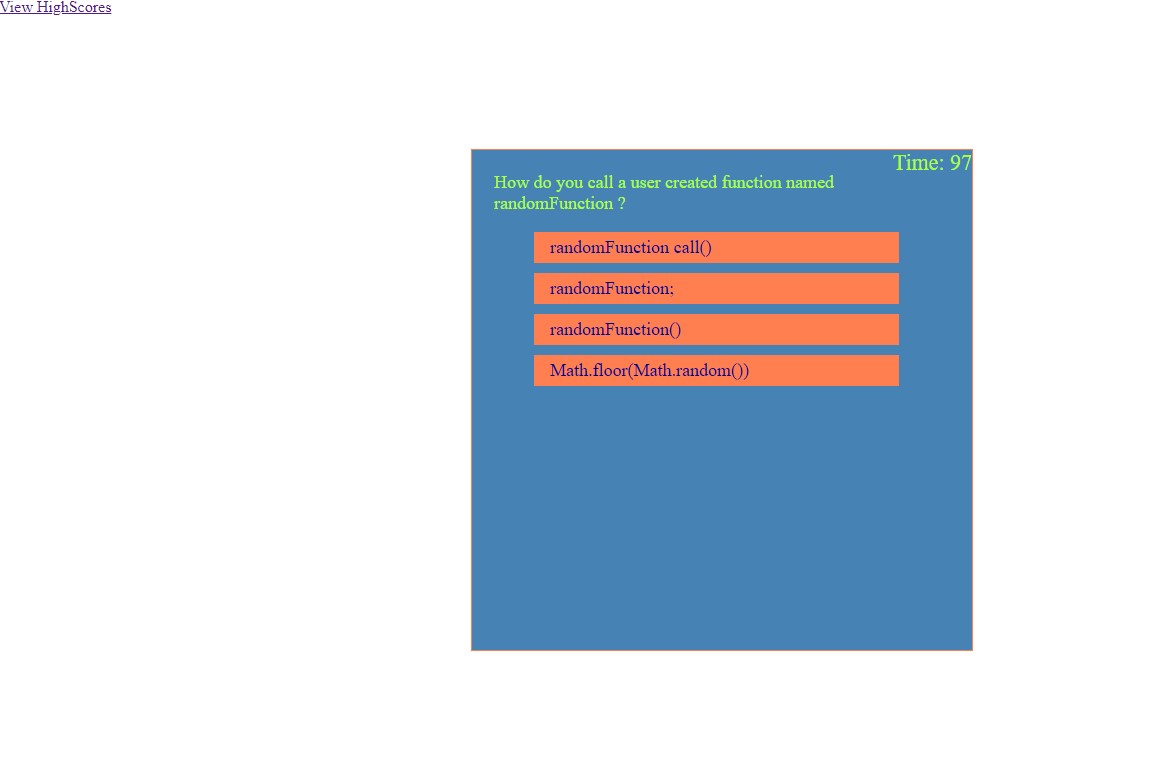 View HighScores
Time: 97
How do you call a user created function named
randomFunction ?
randomFunction call()
randomFunction;
randomFunction()
Math.floor(Math.random())